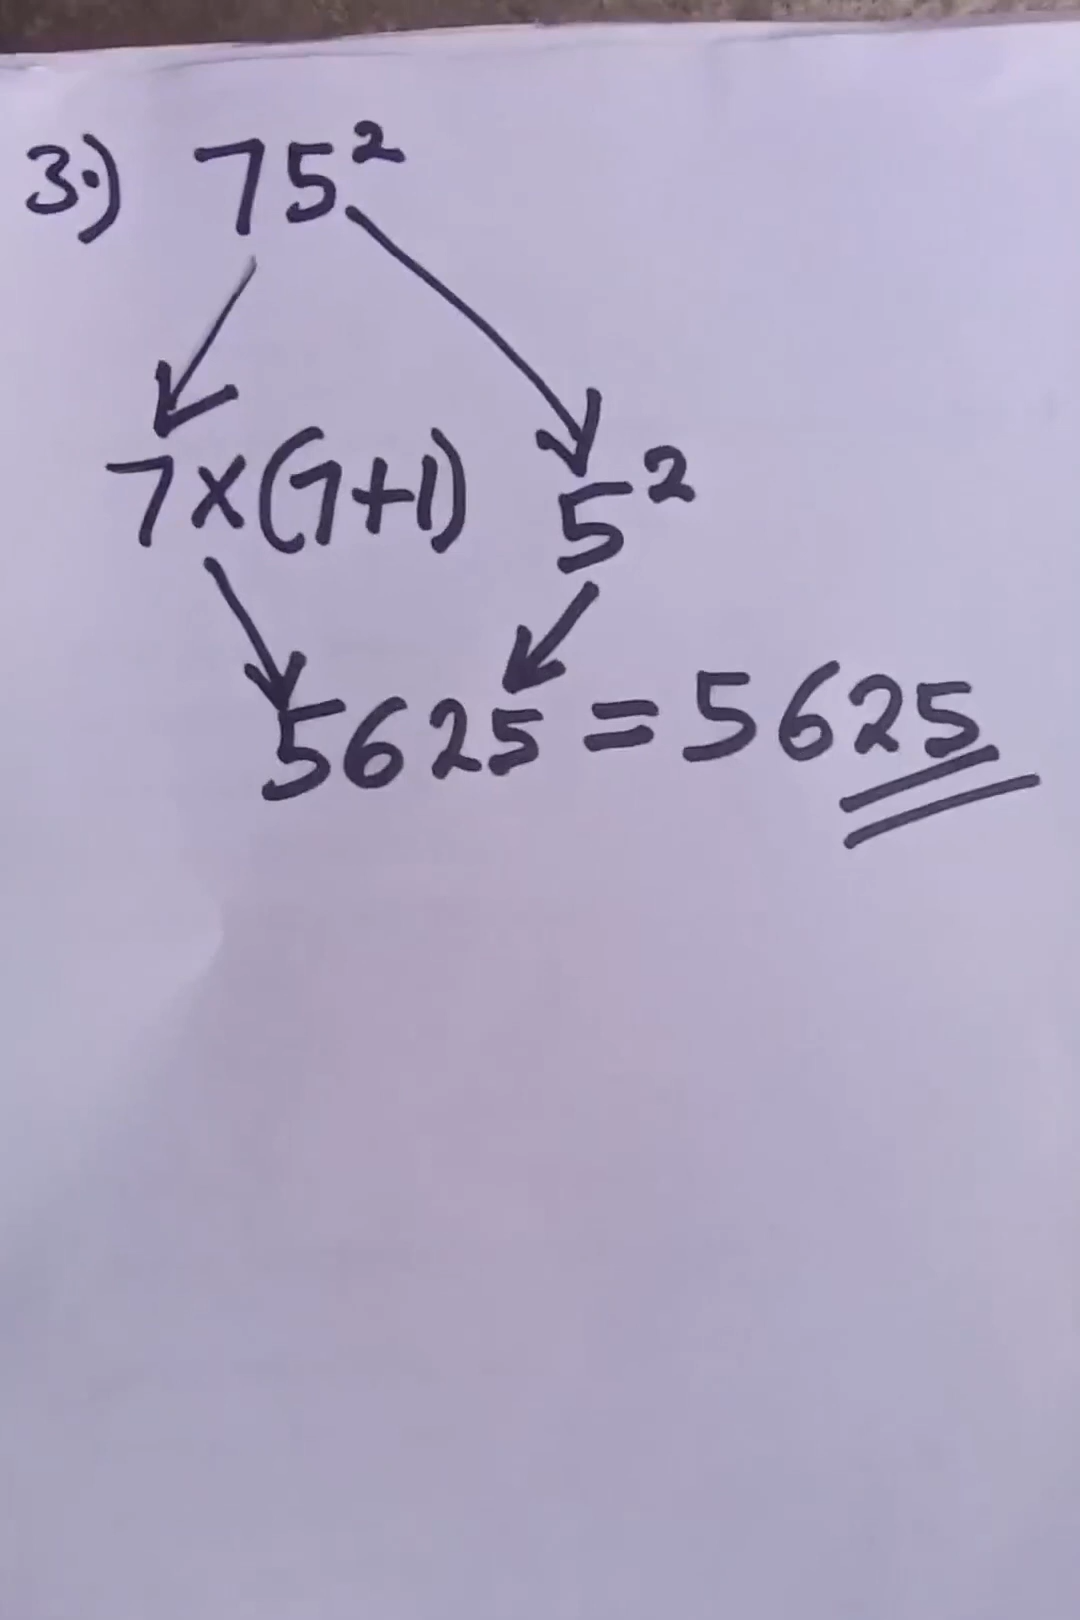 3.) 75²
7×(7+1) 5²
5625 = 5625